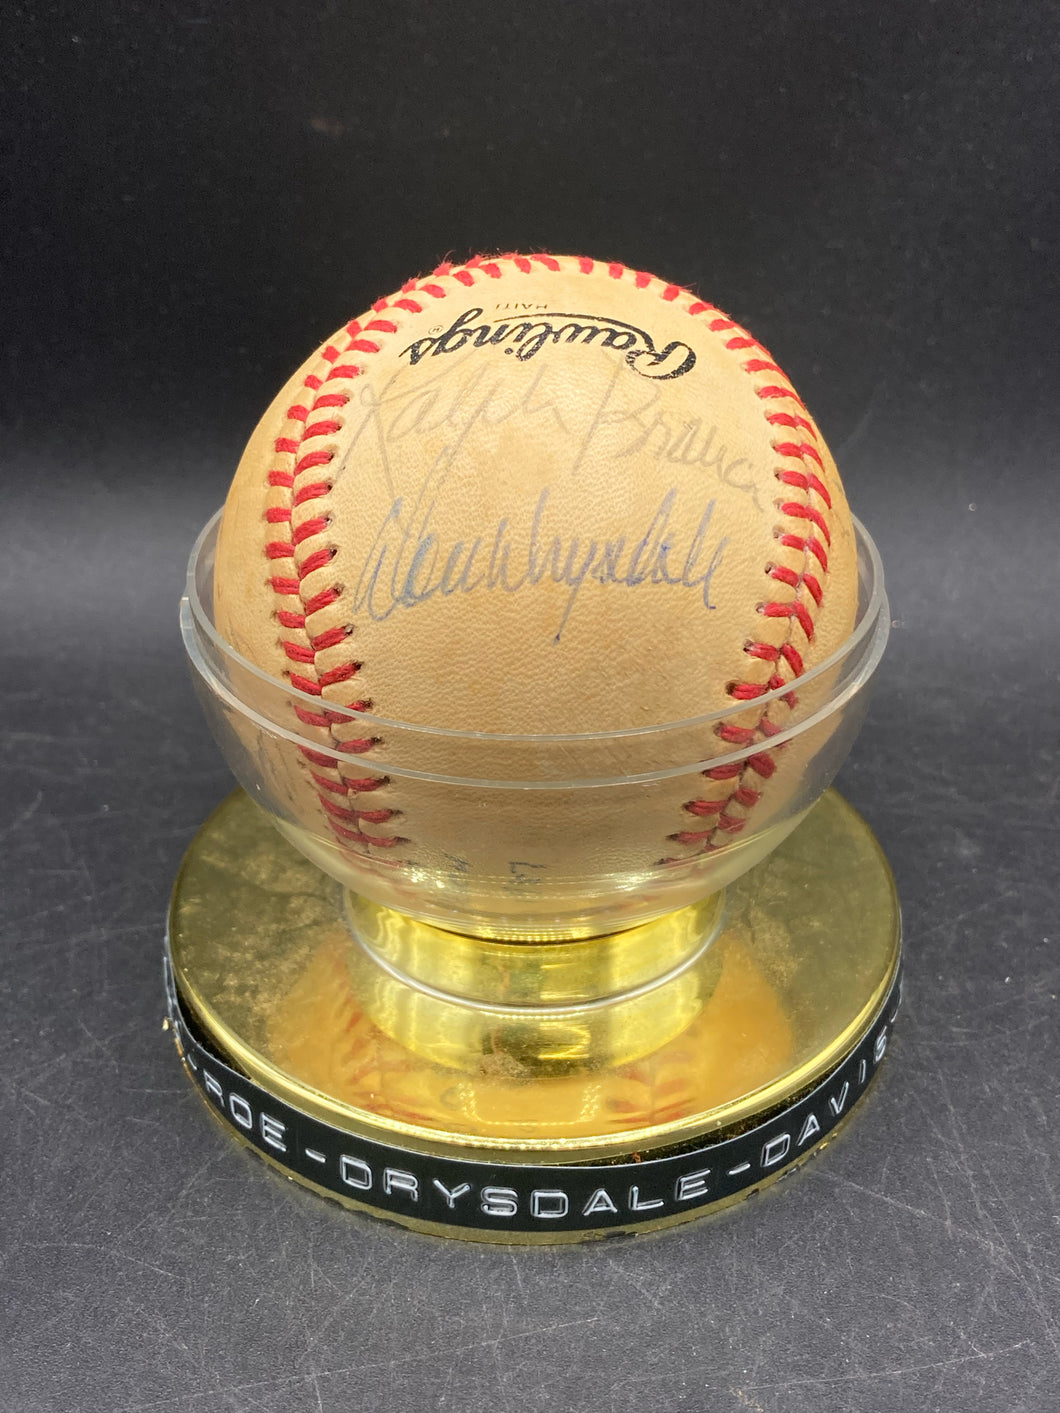 HAITI
Rawlings®
Ralph Branca
Don Drysdale
-ROE-DRYSDALE-DAVIS-